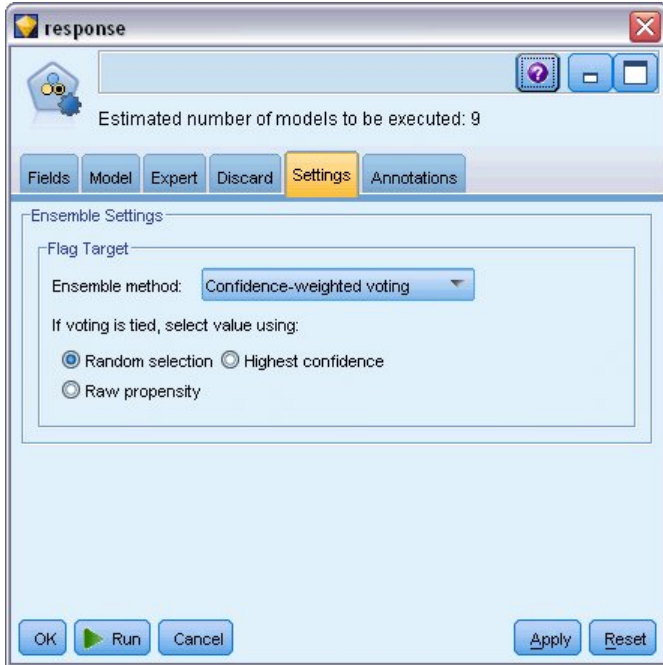 response
Estimated number of models to be executed: 9
Fields Model Expert Discard Settings Annotations
Ensemble Settings
Flag Target
Ensemble method: Confidence-weighted voting
If voting is tied, select value using:
Random selection Highest confidence
Raw propensity
OK Run Cancel Apply Reset